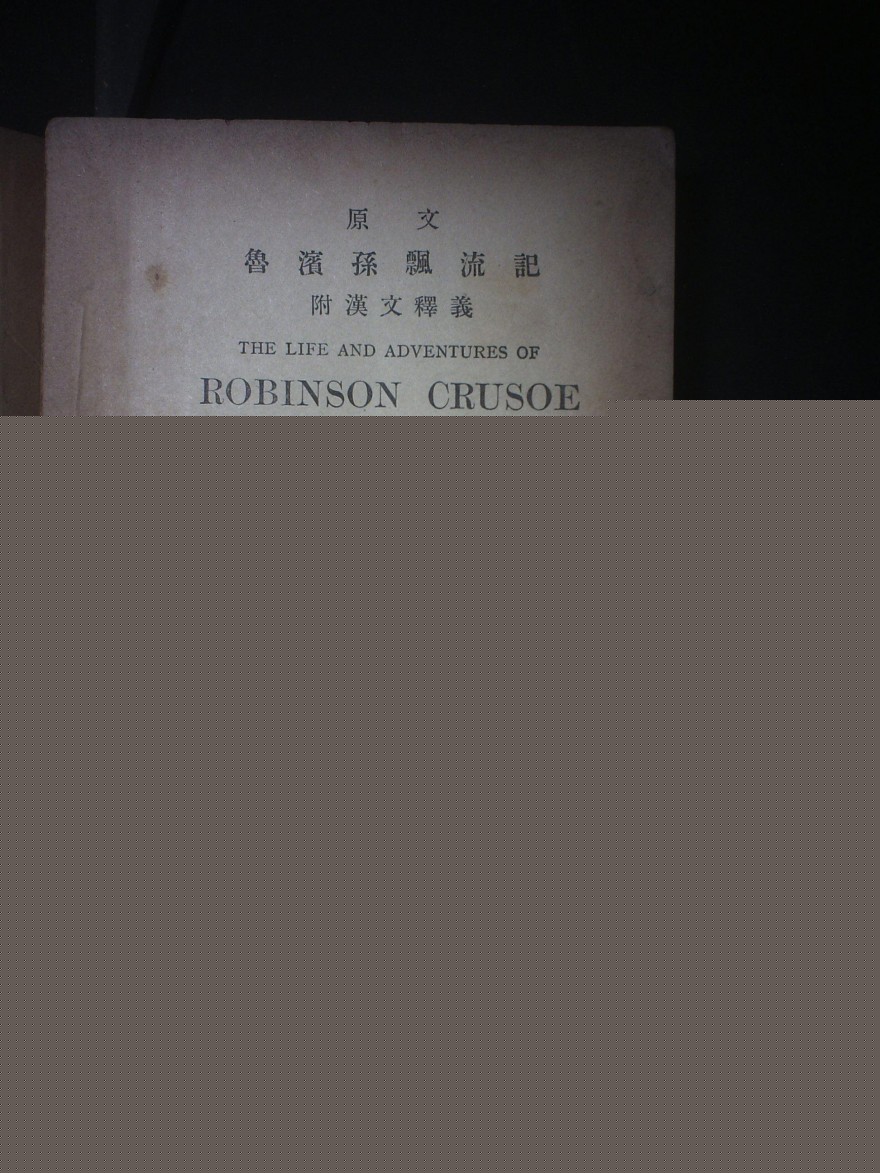 原文
魯濱孫飄流記
附漢文釋義
THE LIFE AND ADVENTURES OF
ROBINSON CRUSOE